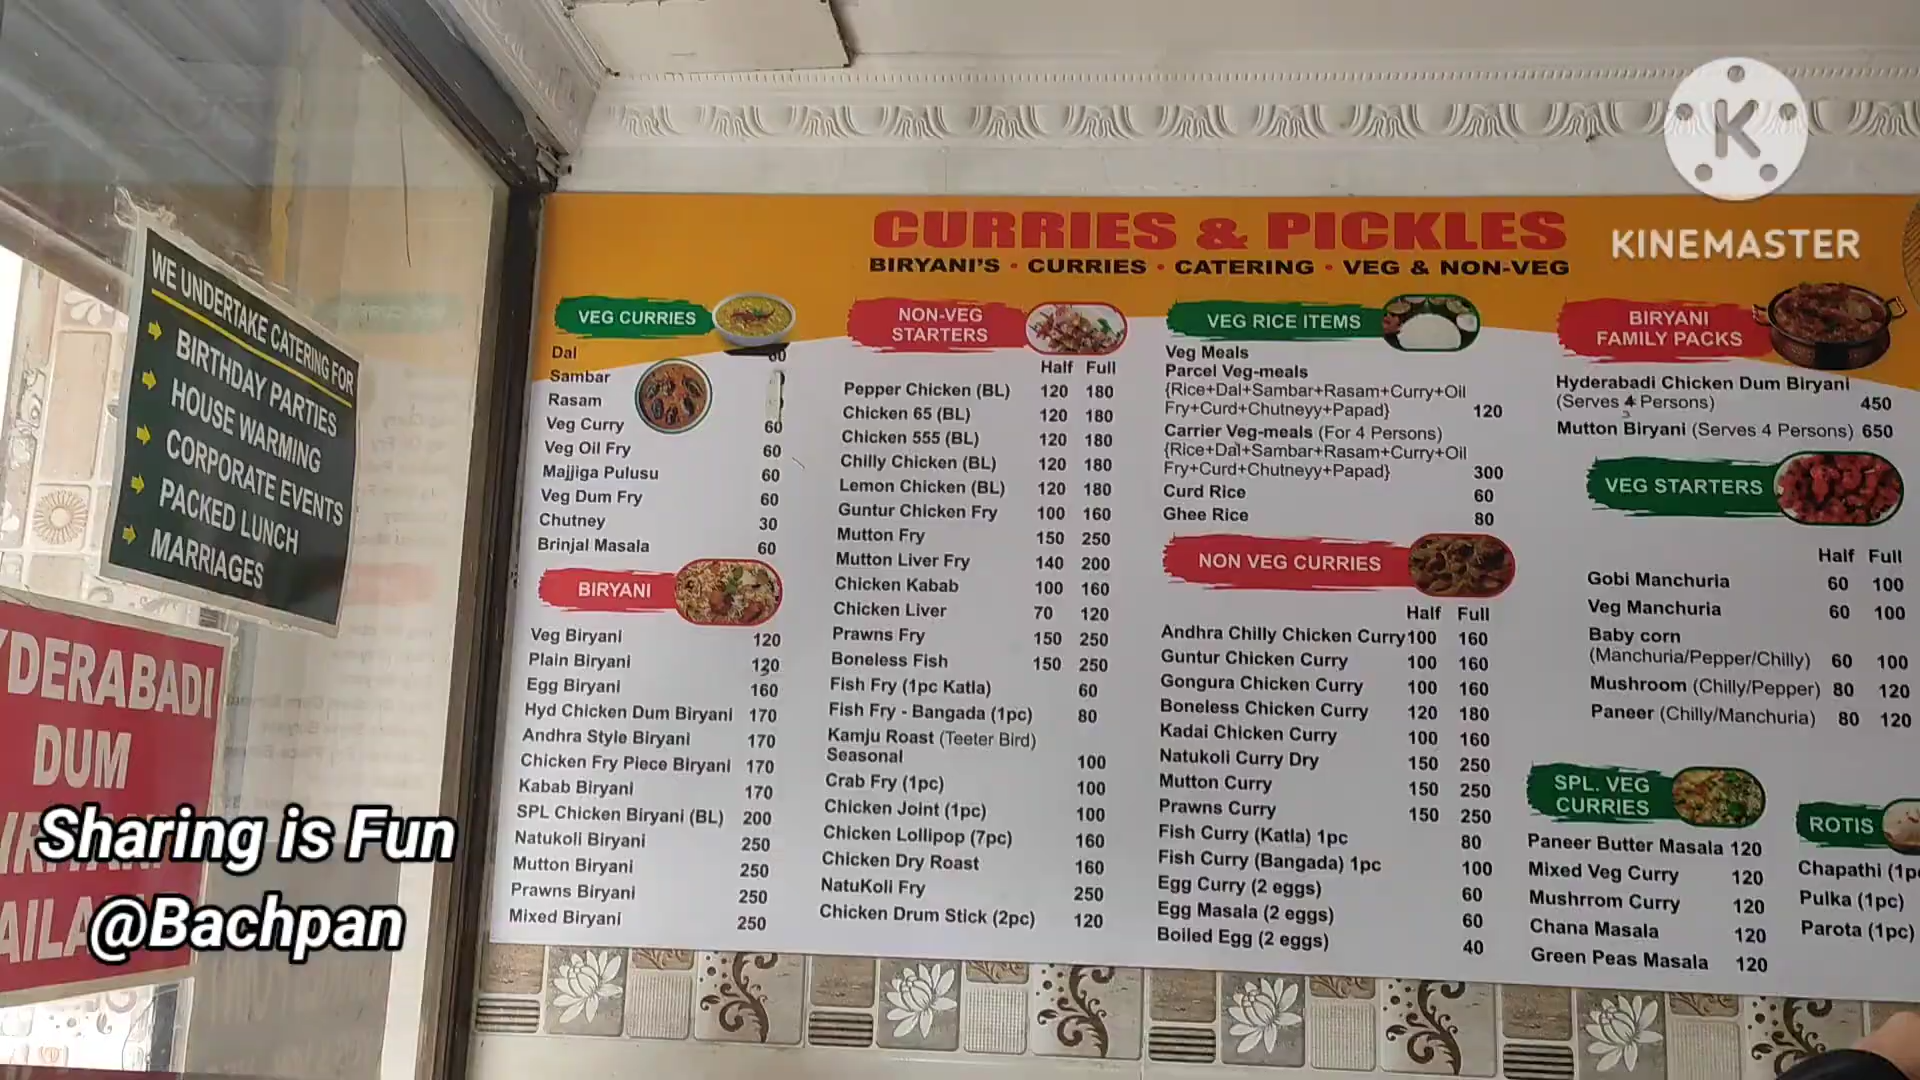 WE UNDERTAKE CATERING FOR
BIRTHDAY PARTIES
HOUSE WARMING
CORPORATE EVENTS
PACKED LUNCH
MARRIAGES
DERABADI
DUM
Sharing is Fun
@Bachpan
K
KINEMASTER
CURRIES & PICKLES
BIRYANI'S • CURRIES • CATERING • VEG & NON-VEG
VEG CURRIES
Dal 60
Sambar
Rasam
Veg Curry 60
Veg Oil Fry 60
Majjiga Pulusu 60
Veg Dum Fry 60
Chutney 30
Brinjal Masala 60
BIRYANI
Veg Biryani 120
Plain Biryani 120
Egg Biryani 160
Hyd Chicken Dum Biryani 170
Andhra Style Biryani 170
Chicken Fry Piece Biryani 170
Kabab Biryani 170
SPL Chicken Biryani (BL) 200
Natukoli Biryani 250
Mutton Biryani 250
Prawns Biryani 250
Mixed Biryani 250
NON-VEG
STARTERS
Half Full
Pepper Chicken (BL) 120 180
Chicken 65 (BL) 120 180
Chicken 555 (BL) 120 180
Chilly Chicken (BL) 120 180
Lemon Chicken (BL) 120 180
Guntur Chicken Fry 100 160
Mutton Fry 150 250
Mutton Liver Fry 140 200
Chicken Kabab 100 160
Chicken Liver 70 120
Prawns Fry 150 250
Boneless Fish 150 250
Fish Fry (1pc Katla) 60
Fish Fry - Bangada (1pc) 80
Kamju Roast (Teeter Bird)
Seasonal 100
Crab Fry (1pc) 100
Chicken Joint (1pc) 100
Chicken Lollipop (7pc) 160
Chicken Dry Roast 160
NatuKoli Fry 250
Chicken Drum Stick (2pc) 120
VEG RICE ITEMS
Veg Meals
Parcel Veg-meals
{Rice+Dal+Sambar+Rasam+Curry+Oil
Fry+Curd+Chutneyy+Papad} 120
Carrier Veg-meals (For 4 Persons)
{Rice+Dal+Sambar+Rasam+Curry+Oil
Fry+Curd+Chutneyy+Papad} 300
Curd Rice 60
Ghee Rice 80
NON VEG CURRIES
Half Full
Andhra Chilly Chicken Curry 100 160
Guntur Chicken Curry 100 160
Gongura Chicken Curry 100 160
Boneless Chicken Curry 120 180
Kadai Chicken Curry 100 160
Natukoli Curry Dry 150 250
Mutton Curry 150 250
Prawns Curry 150 250
Fish Curry (Katla) 1pc 80
Fish Curry (Bangada) 1pc 100
Egg Curry (2 eggs) 60
Egg Masala (2 eggs) 60
Boiled Egg (2 eggs) 40
BIRYANI
FAMILY PACKS
Hyderabadi Chicken Dum Biryani
(Serves 4 Persons) 450
Mutton Biryani (Serves 4 Persons) 650
VEG STARTERS
Half Full
Gobi Manchuria 60 100
Veg Manchuria 60 100
Baby corn
(Manchuria/Pepper/Chilly) 60 100
Mushroom (Chilly/Pepper) 80 120
Paneer (Chilly/Manchuria) 80 120
SPL. VEG
CURRIES
Paneer Butter Masala 120
Mixed Veg Curry 120
Mushrrom Curry 120
Chana Masala 120
Green Peas Masala 120
ROTIS
Chapathi (1p
Pulka (1pc)
Parota (1pc)